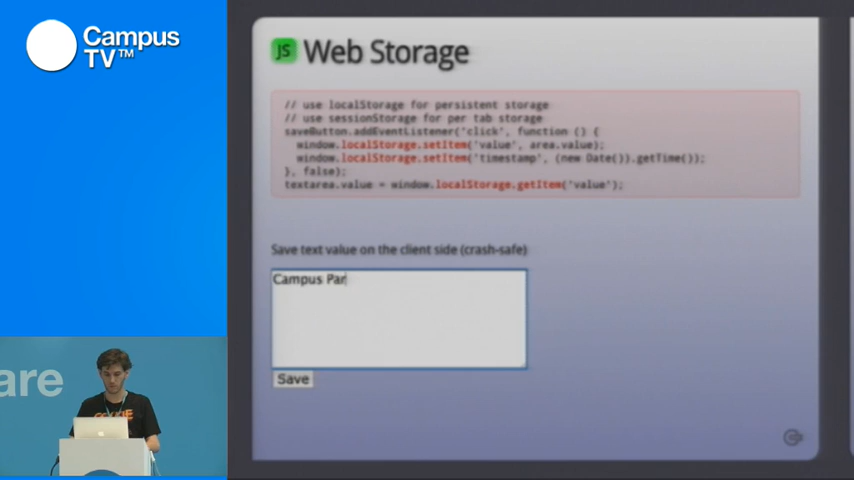 Campus
TV™
JS Web Storage
// use localStorage for persistent storage
// use sessionStorage for per tab storage
saveButton.addEventListener('click', function () {
window.localStorage.setItem('value', area.value);
window.localStorage.setItem('timestamp', (new Date()).getTime());
}, false);
textarea.value = window.localStorage.getItem('value');
Save text value on the client side (crash-safe)
Campus Par
Save
are